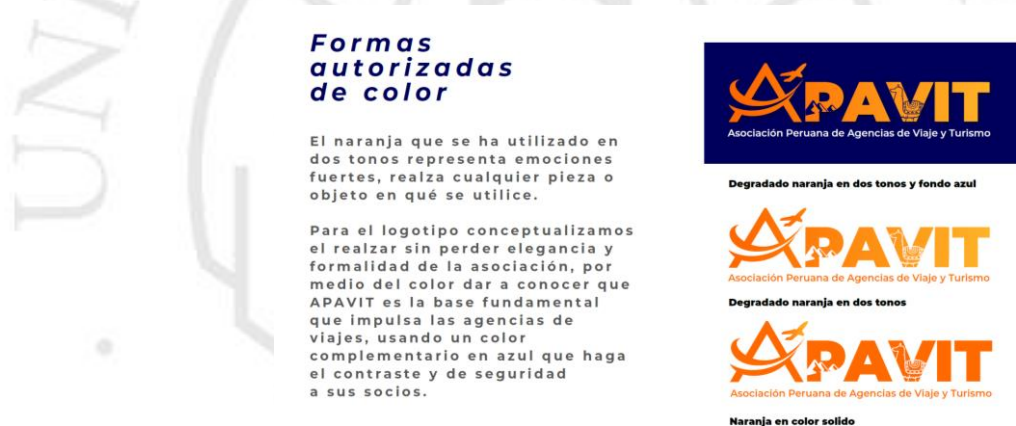 UNI
Formas
autorizadas
de color
El naranja que se ha utilizado en
dos tonos representa emociones
fuertes, realza cualquier pieza o
objeto en qué se utilice.
Para el logotipo conceptualizamos
el realzar sin perder elegancia y
formalidad de la asociación, por
medio del color dar a conocer que
APAVIT es la base fundamental
que impulsa las agencias de
viajes, usando un color
complementario en azul que haga
el contraste y de seguridad
a sus socios.
APAVIT
Asociación Peruana de Agencias de Viaje y Turismo
Degradado naranja en dos tonos y fondo azul
APAVIT
Asociación Peruana de Agencias de Viaje y Turismo
Degradado naranja en dos tonos
APAVIT
Asociación Peruana de Agencias de Viaje y Turismo
Naranja en color solido